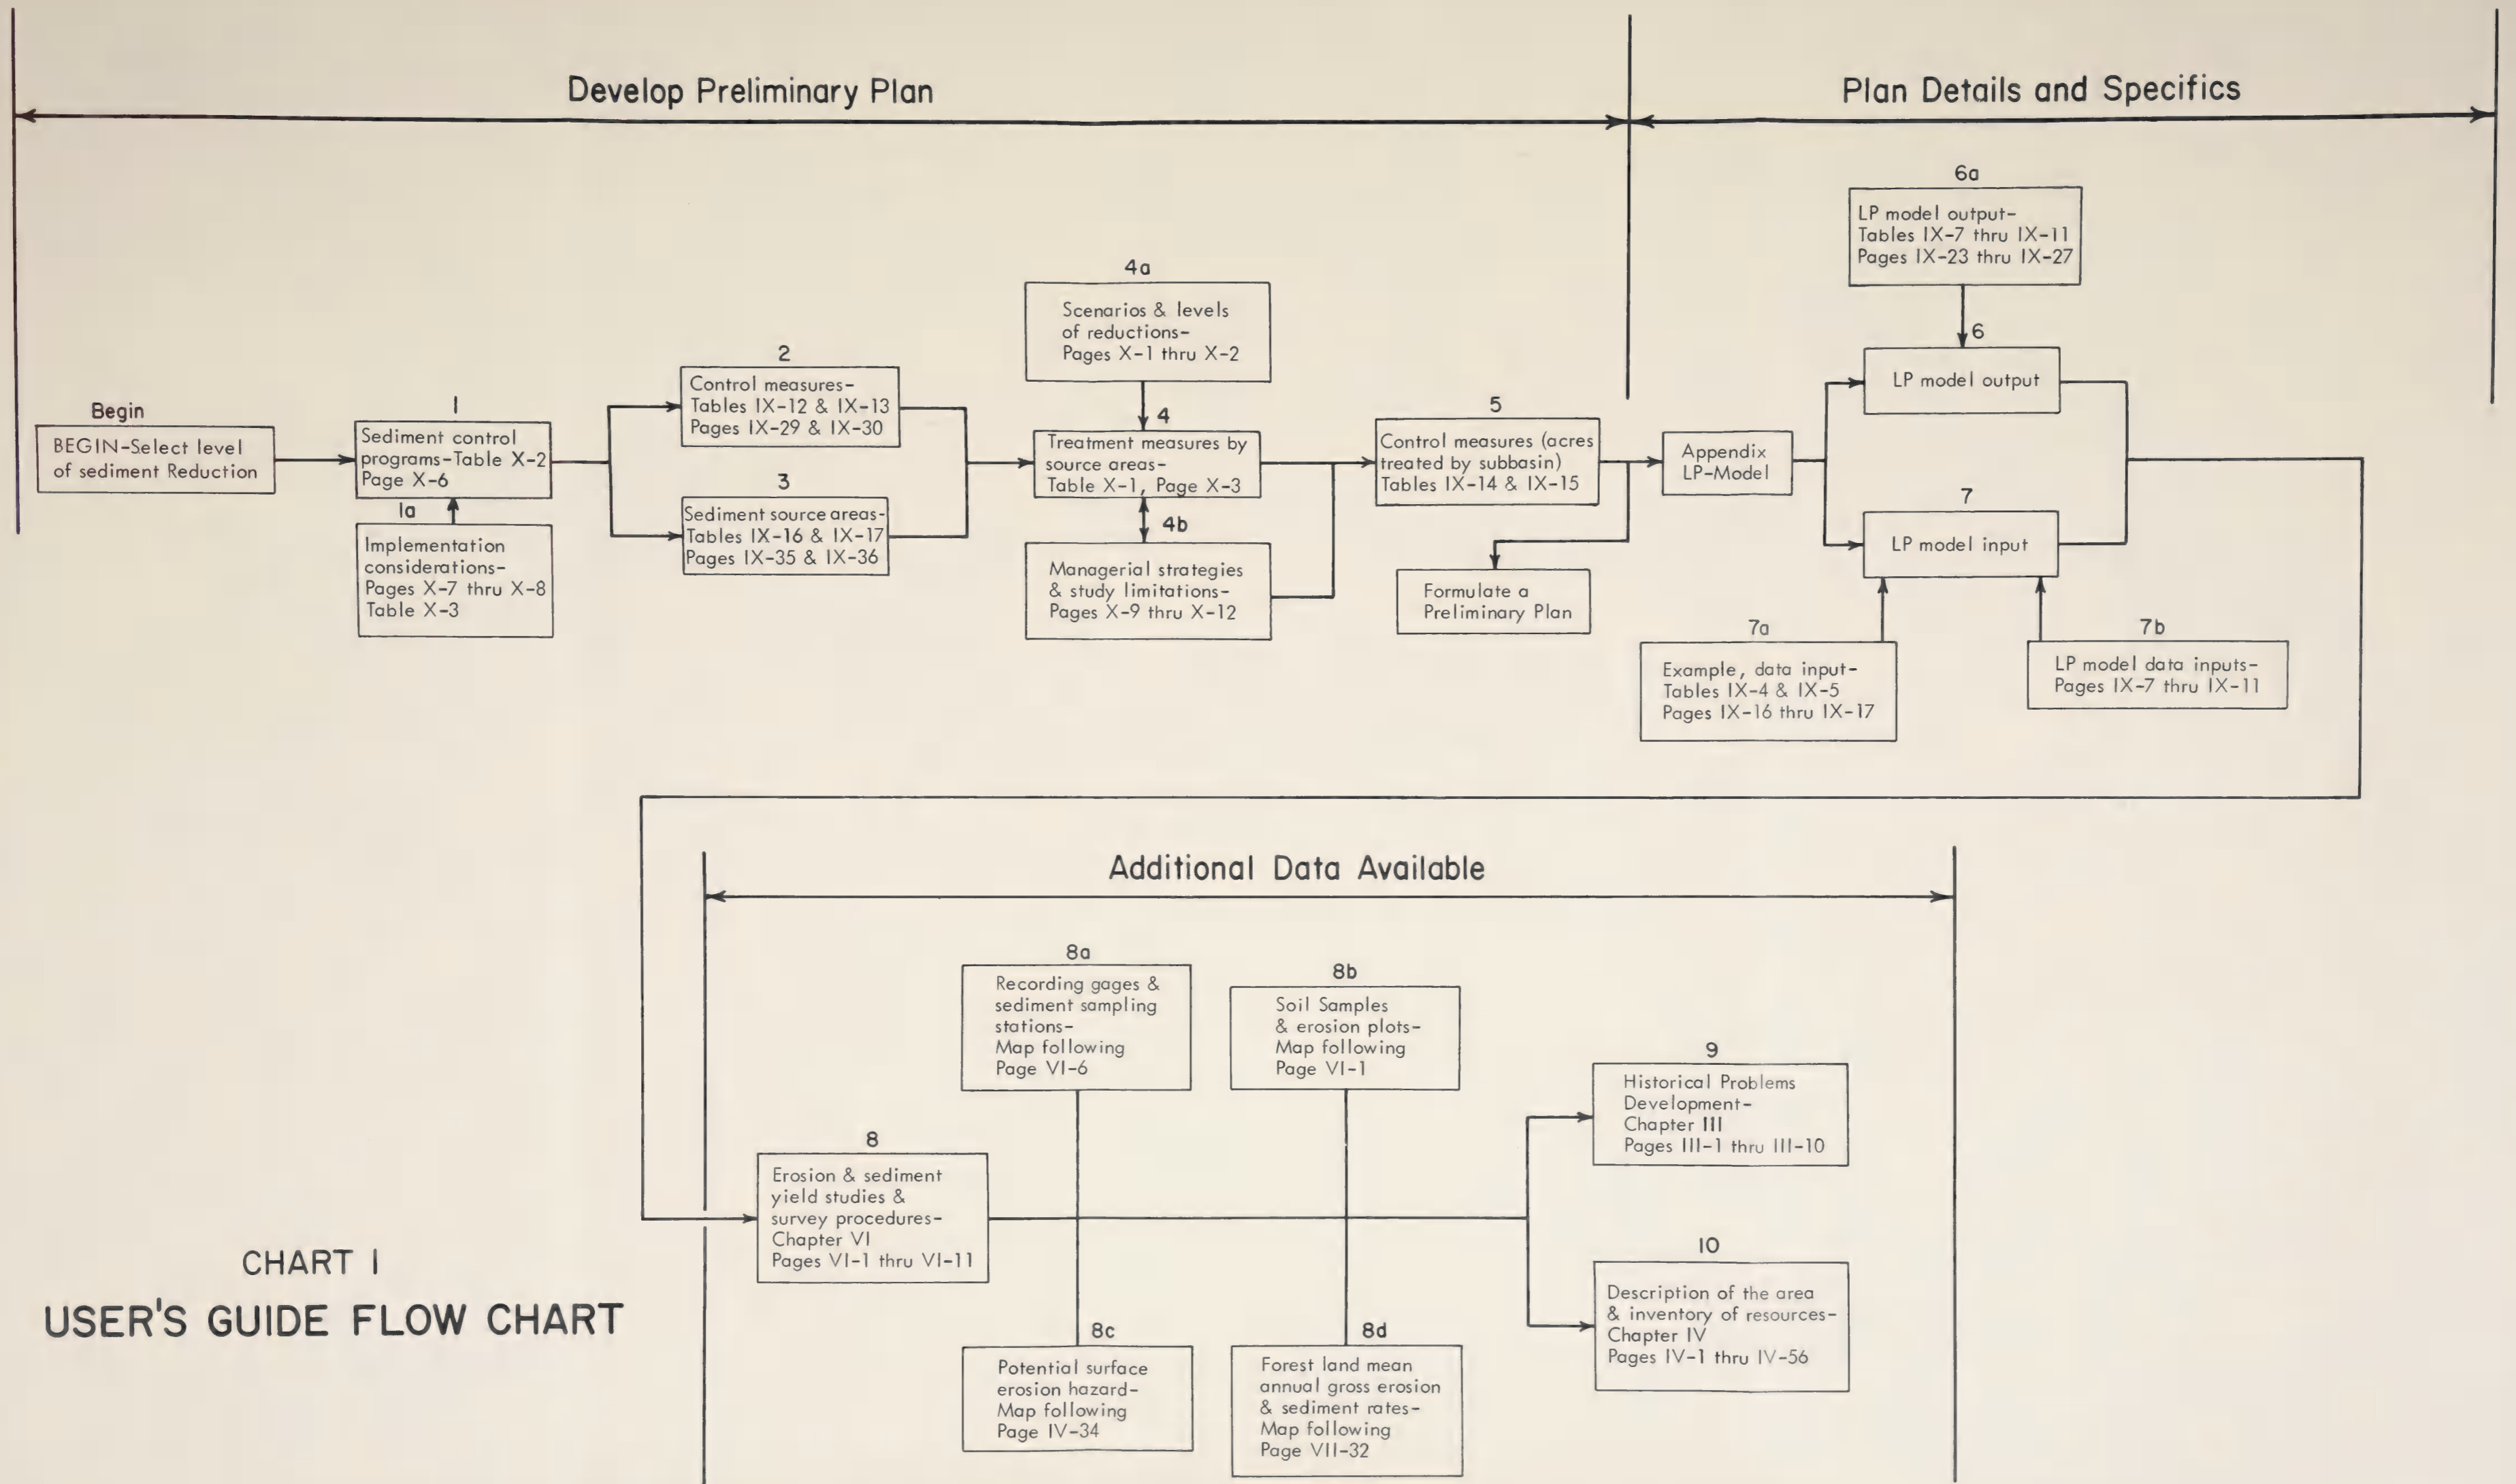 Develop Preliminary Plan
Plan Details and Specifics
Begin
BEGIN-Select level
of sediment Reduction
1
Sediment control
programs-Table X-2
Page X-6
1a
Implementation
considerations-
Pages X-7 thru X-8
Table X-3
2
Control measures-
Tables IX-12 & IX-13
Pages IX-29 & IX-30
3
Sediment source areas-
Tables IX-16 & IX-17
Pages IX-35 & IX-36
4a
Scenarios & levels
of reductions-
Pages X-1 thru X-2
4
Treatment measures by
source areas-
Table X-1, Page X-3
4b
Managerial strategies
& study limitations-
Pages X-9 thru X-12
5
Control measures (acres
treated by subbasin)
Tables IX-14 & IX-15
Formulate a
Preliminary Plan
Appendix
LP-Model
6a
LP model output-
Tables IX-7 thru IX-11
Pages IX-23 thru IX-27
6
LP model output
7
LP model input
7a
Example, data input-
Tables IX-4 & IX-5
Pages IX-16 thru IX-17
7b
LP model data inputs-
Pages IX-7 thru IX-11
Additional Data Available
8
Erosion & sediment
yield studies &
survey procedures-
Chapter VI
Pages VI-1 thru VI-11
8a
Recording gages &
sediment sampling
stations-
Map following
Page VI-6
8b
Soil Samples
& erosion plots-
Map following
Page VI-1
8c
Potential surface
erosion hazard-
Map following
Page IV-34
8d
Forest land mean
annual gross erosion
& sediment rates-
Map following
Page VII-32
9
Historical Problems
Development-
Chapter III
Pages III-1 thru III-10
10
Description of the area
& inventory of resources-
Chapter IV
Pages IV-1 thru IV-56
CHART I
USER'S GUIDE FLOW CHART